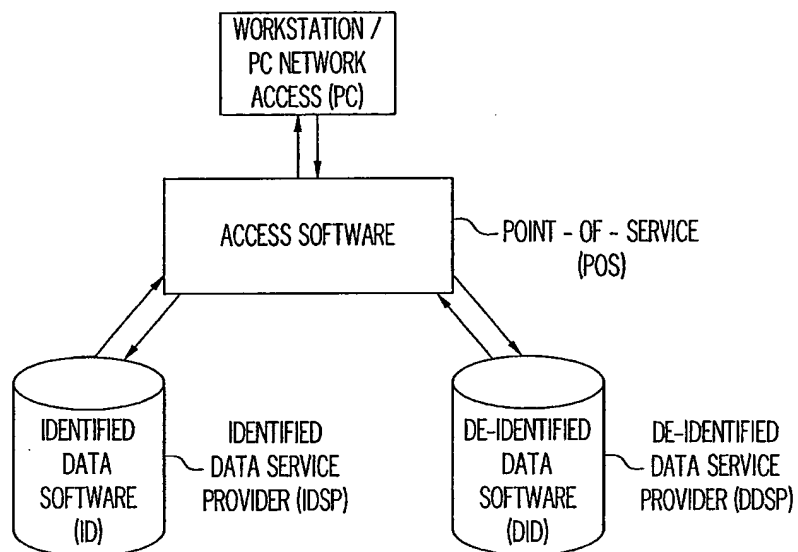 WORKSTATION /
PC NETWORK
ACCESS (PC)
ACCESS SOFTWARE
POINT - OF - SERVICE
(POS)
IDENTIFIED
DATA
SOFTWARE
(ID)
IDENTIFIED
DATA SERVICE
PROVIDER (IDSP)
DE-IDENTIFIED
DATA
SOFTWARE
(DID)
DE-IDENTIFIED
DATA SERVICE
PROVIDER (DDSP)